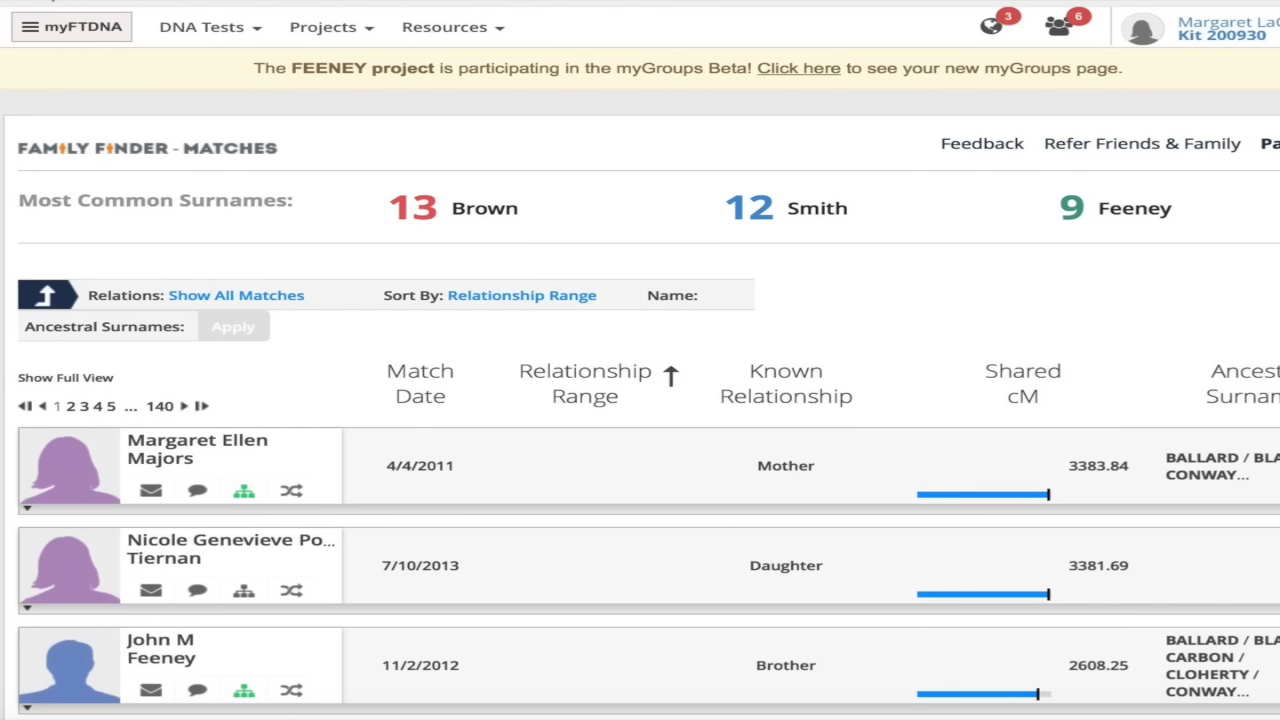 myFTDNA DNA Tests Projects Resources 3 6 Margaret
Kit 200930
The FEENEY project is participating in the myGroups Beta! Click here to see your new myGroups page.
FAMILY FINDER - MATCHES
Feedback Refer Friends & Family
Most Common Surnames: 13 Brown 12 Smith 9 Feeney
Relations: Show All Matches Sort By: Relationship Range Name:
Ancestral Surnames: Apply
Show Full View
1 2 3 4 5 ... 140
Match Date
Relationship Range
Known Relationship
Shared cM
Margaret Ellen
Majors
4/4/2011 Mother 3383.84
BALLARD /
CONWAY...
Nicole Genevieve Po...
Tiernan
7/10/2013 Daughter 3381.69
John M
Feeney
11/2/2012 Brother 2608.25
BALLARD /
CARBON /
CLOHERTY /
CONWAY...